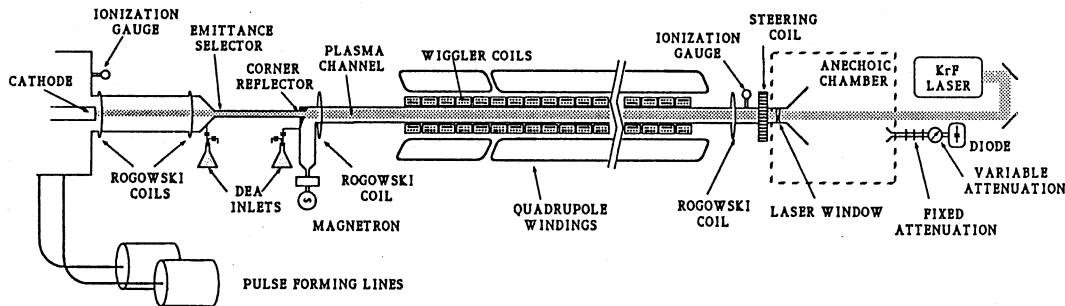 IONIZATION
GAUGE
EMITTANCE
SELECTOR
CORNER
REFLECTOR
PLASMA
CHANNEL
WIGGLER COILS
IONIZATION
GAUGE
STEERING
COIL
ANECHOIC
CHAMBER
KrF
LASER
CATHODE
ROGOWSKI
COILS
DEA
INLETS
MAGNETRON
ROGOWSKI
COIL
QUADRUPOLE
WINDINGS
ROGOWSKI
COIL
LASER WINDOW
FIXED
ATTENUATION
DIODE
VARIABLE
ATTENUATION
PULSE FORMING LINES